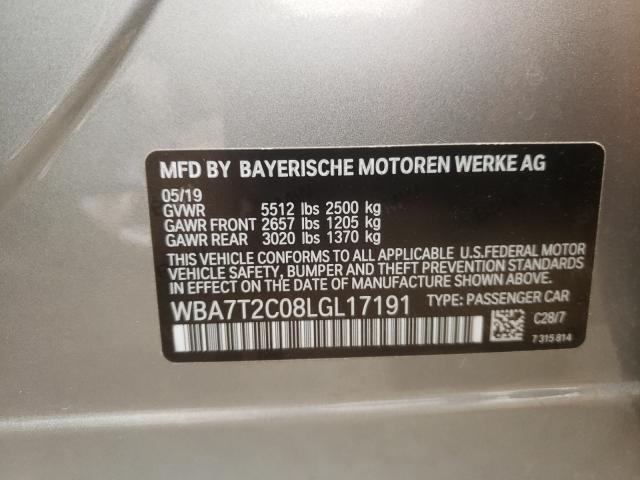 MFD BY BAYERISCHE MOTOREN WERKE AG
05/19
GVWR 5512 lbs 2500 kg
GAWR FRONT 2657 lbs 1205 kg
GAWR REAR 3020 lbs 1370 kg
THIS VEHICLE CONFORMS TO ALL APPLICABLE U.S. FEDERAL MOTOR
VEHICLE SAFETY, BUMPER AND THEFT PREVENTION STANDARDS
IN EFFECT ON THE DATE OF MANUFACTURE SHOWN ABOVE.
WBA7T2C08LGL17191 TYPE: PASSENGER CAR
C28/7
7 315 814